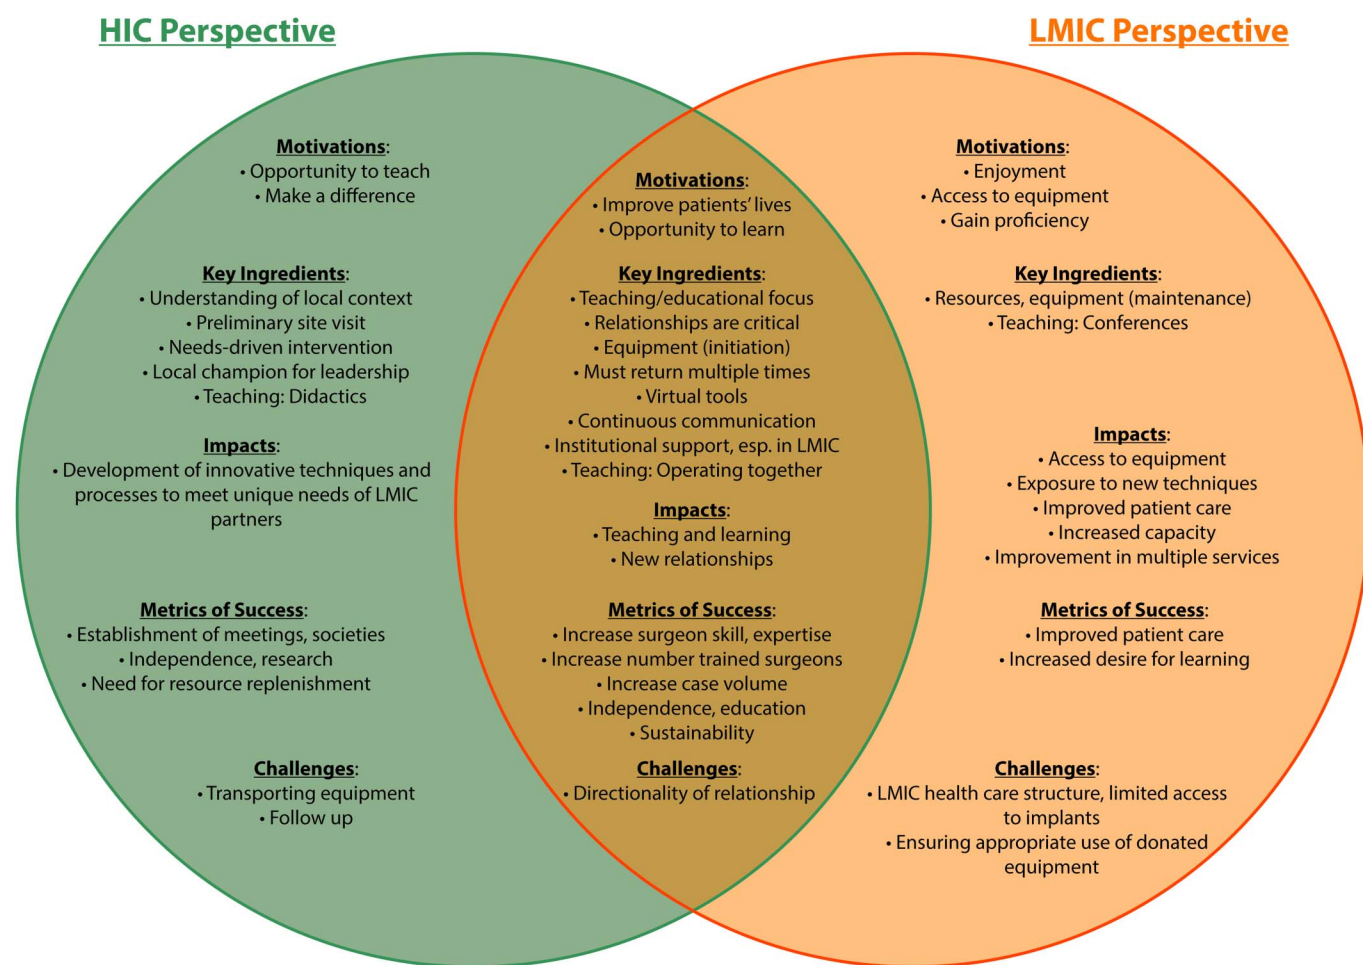 HIC Perspective
LMIC Perspective
Motivations:
• Opportunity to teach
• Make a difference
Key Ingredients:
• Understanding of local context
• Preliminary site visit
• Needs-driven intervention
• Local champion for leadership
• Teaching: Didactics
Impacts:
• Development of innovative techniques and
processes to meet unique needs of LMIC
partners
Metrics of Success:
• Establishment of meetings, societies
• Independence, research
• Need for resource replenishment
Challenges:
• Transporting equipment
• Follow up
Motivations:
• Improve patients' lives
• Opportunity to learn
Key Ingredients:
• Teaching/educational focus
• Relationships are critical
• Equipment (initiation)
• Must return multiple times
• Virtual tools
• Continuous communication
• Institutional support, esp. in LMIC
• Teaching: Operating together
Impacts:
• Teaching and learning
• New relationships
Metrics of Success:
• Increase surgeon skill, expertise
• Increase number trained surgeons
• Increase case volume
• Independence, education
• Sustainability
Challenges:
• Directionality of relationship
Motivations:
• Enjoyment
• Access to equipment
• Gain proficiency
Key Ingredients:
• Resources, equipment (maintenance)
• Teaching: Conferences
Impacts:
• Access to equipment
• Exposure to new techniques
• Improved patient care
• Increased capacity
• Improvement in multiple services
Metrics of Success:
• Improved patient care
• Increased desire for learning
Challenges:
• LMIC health care structure, limited access
to implants
• Ensuring appropriate use of donated
equipment